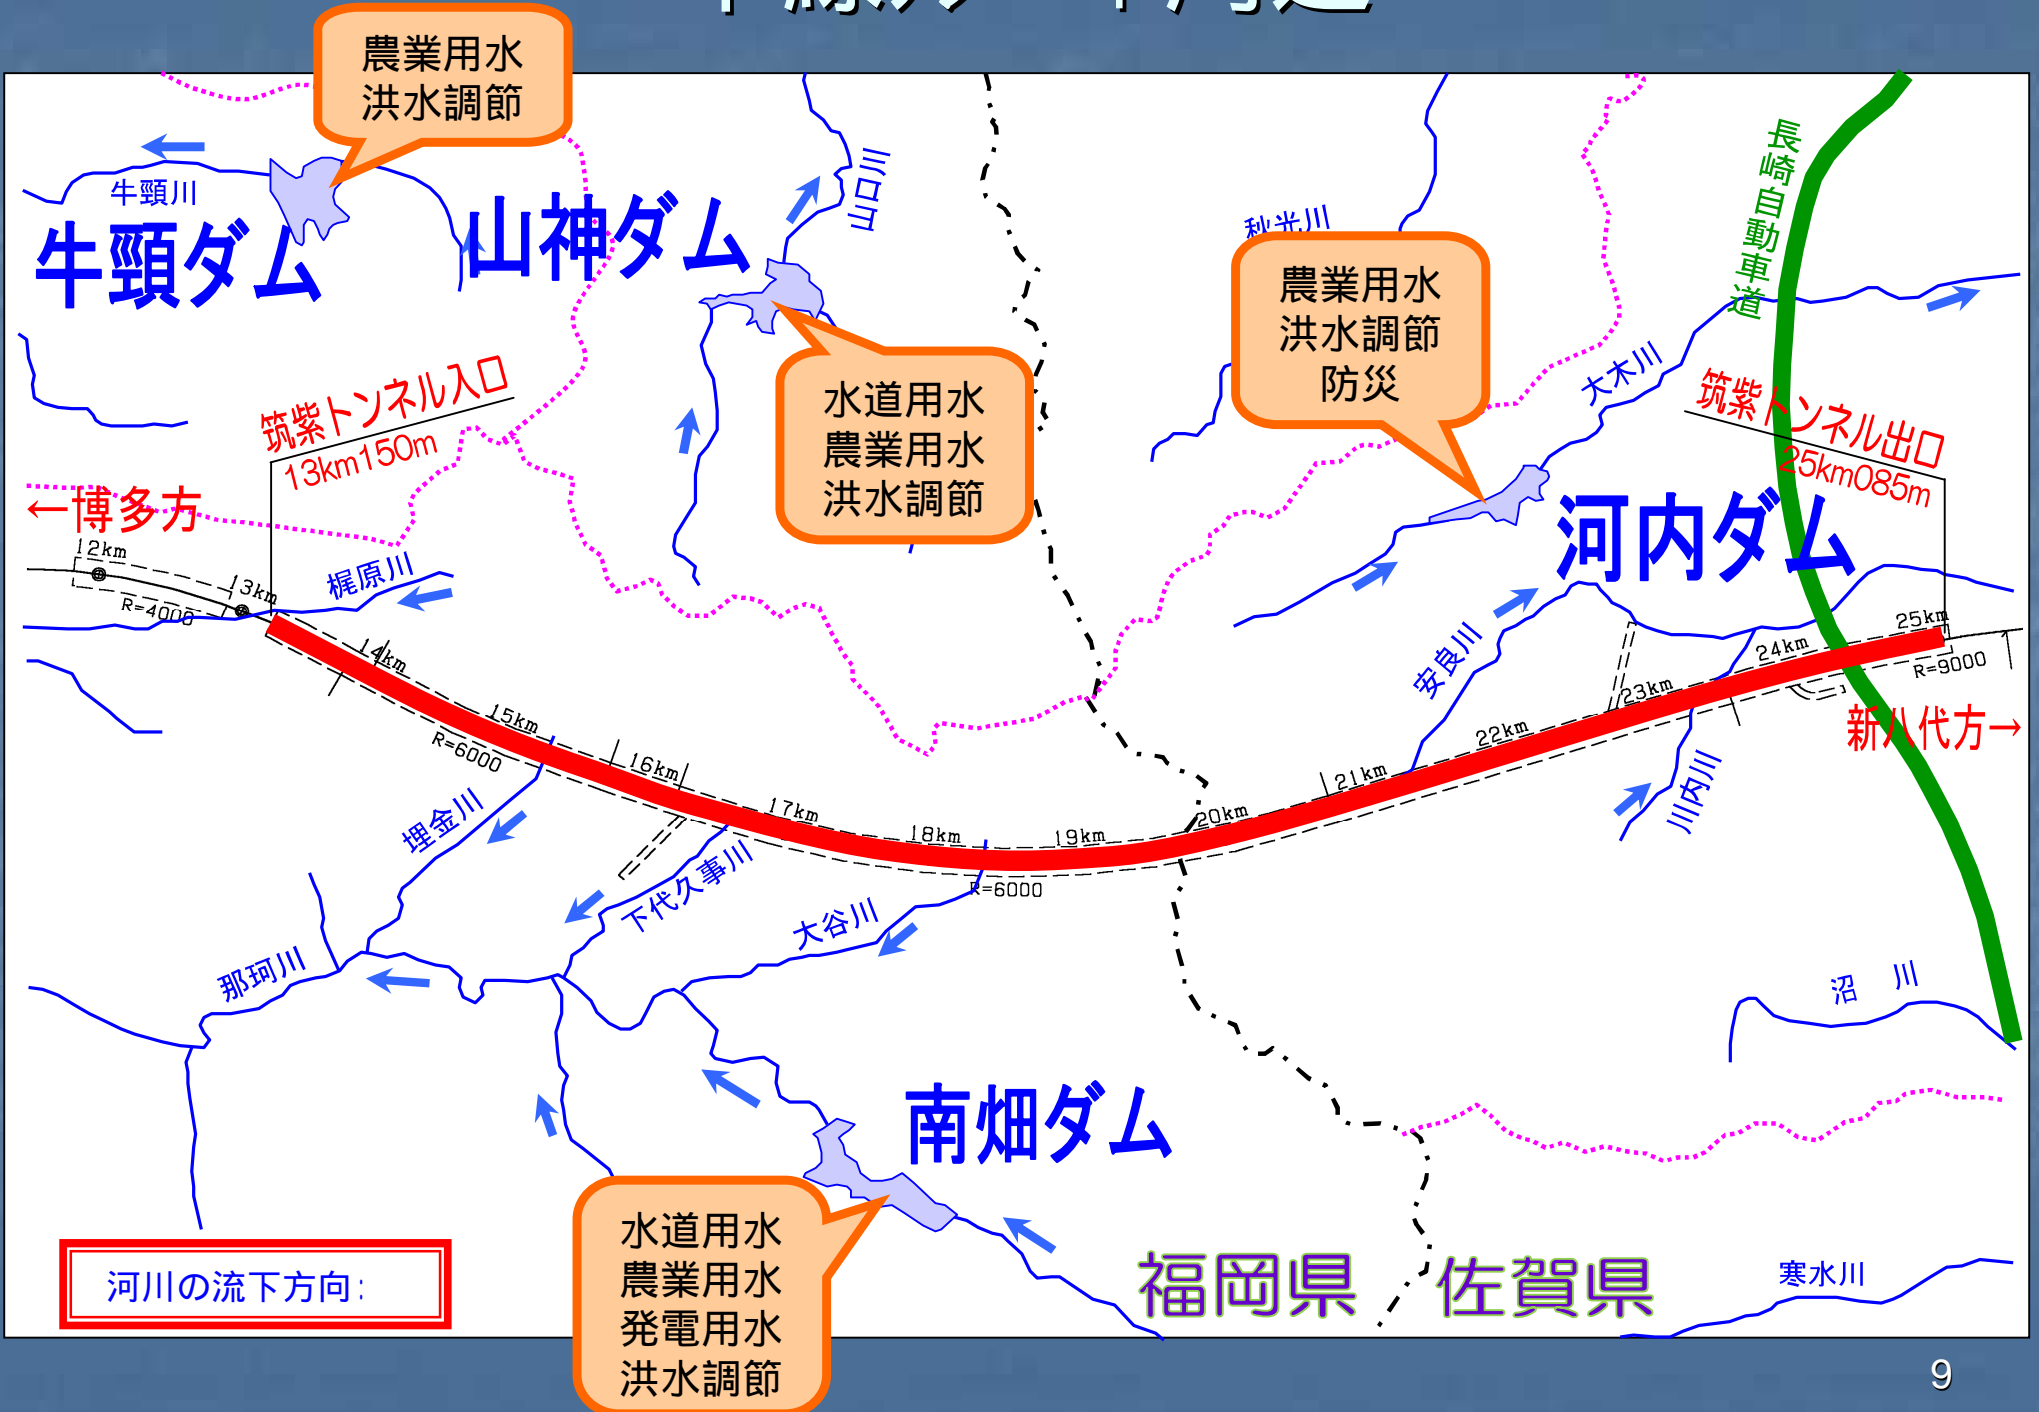 農業用水
洪水調節
牛頸川
牛頸ダム
山神ダム
山口川
秋光川
長崎自動車道
農業用水
洪水調節
防災
大木川
筑紫トンネル入口
13km150m
水道用水
農業用水
洪水調節
筑紫トンネル出口
25km085m
←博多方
河内ダム
12km
13km
R=4000
梶原川
14km
15km
R=6000
16km
17km
18km
19km
20km
21km
22km
23km
24km
25km
R=9000
R=6000
安良川
川内川
新八代方→
埋金川
下代久事川
大谷川
那珂川
沼 川
南畑ダム
水道用水
農業用水
発電用水
洪水調節
河川の流下方向:
福岡県
佐賀県
寒水川
9